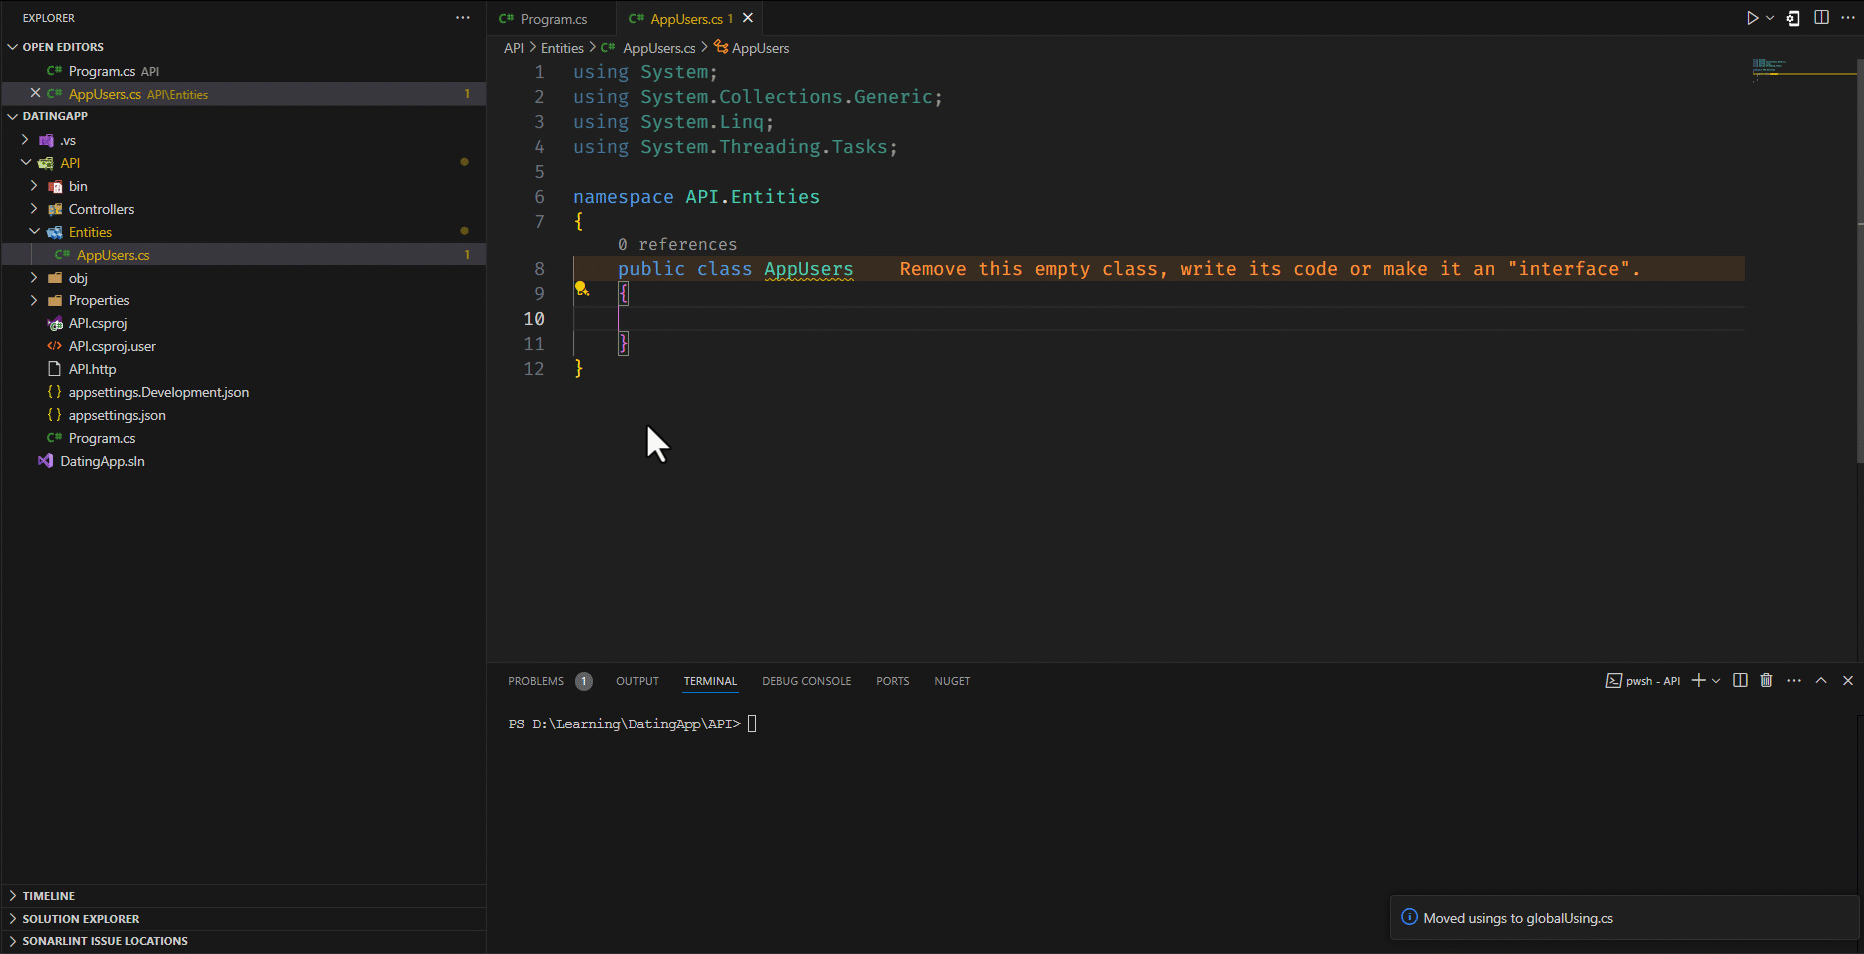 EXPLORER
OPEN EDITORS
C# Program.cs API
C# AppUsers.cs API\Entities 1
DATINGAPP
.vs
API
bin
Controllers
Entities
C# AppUsers.cs 1
obj
Properties
API.csproj
API.csproj.user
API.http
{ } appsettings.Development.json
{ } appsettings.json
C# Program.cs
DatingApp.sln
TIMELINE
SOLUTION EXPLORER
SONARLINT ISSUE LOCATIONS
C# Program.cs
C# AppUsers.cs 1
API > Entities > C# AppUsers.cs > AppUsers
1 using System;
2 using System.Collections.Generic;
3 using System.Linq;
4 using System.Threading.Tasks;
5
6 namespace API.Entities
7 {
0 references
8 public class AppUsers Remove this empty class, write its code or make it an "interface".
9 {
10
11 }
12 }
PROBLEMS 1 OUTPUT TERMINAL DEBUG CONSOLE PORTS NUGET
pwsh - API
PS D:\Learning\DatingApp\API>
Moved usings to globalUsing.cs